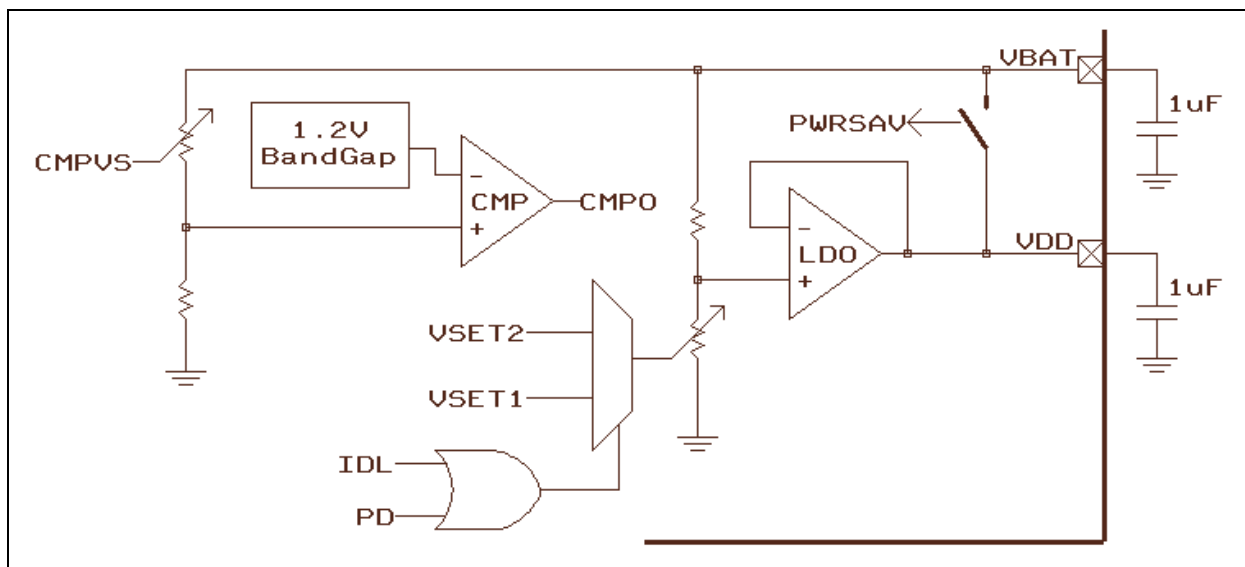 VBAT
1uF
PWRSAV
1.2V
BandGap
CMPVS
-
CMP
CMPO
+
-
LDO
+
VDD
1uF
VSET2
VSET1
IDL
PD